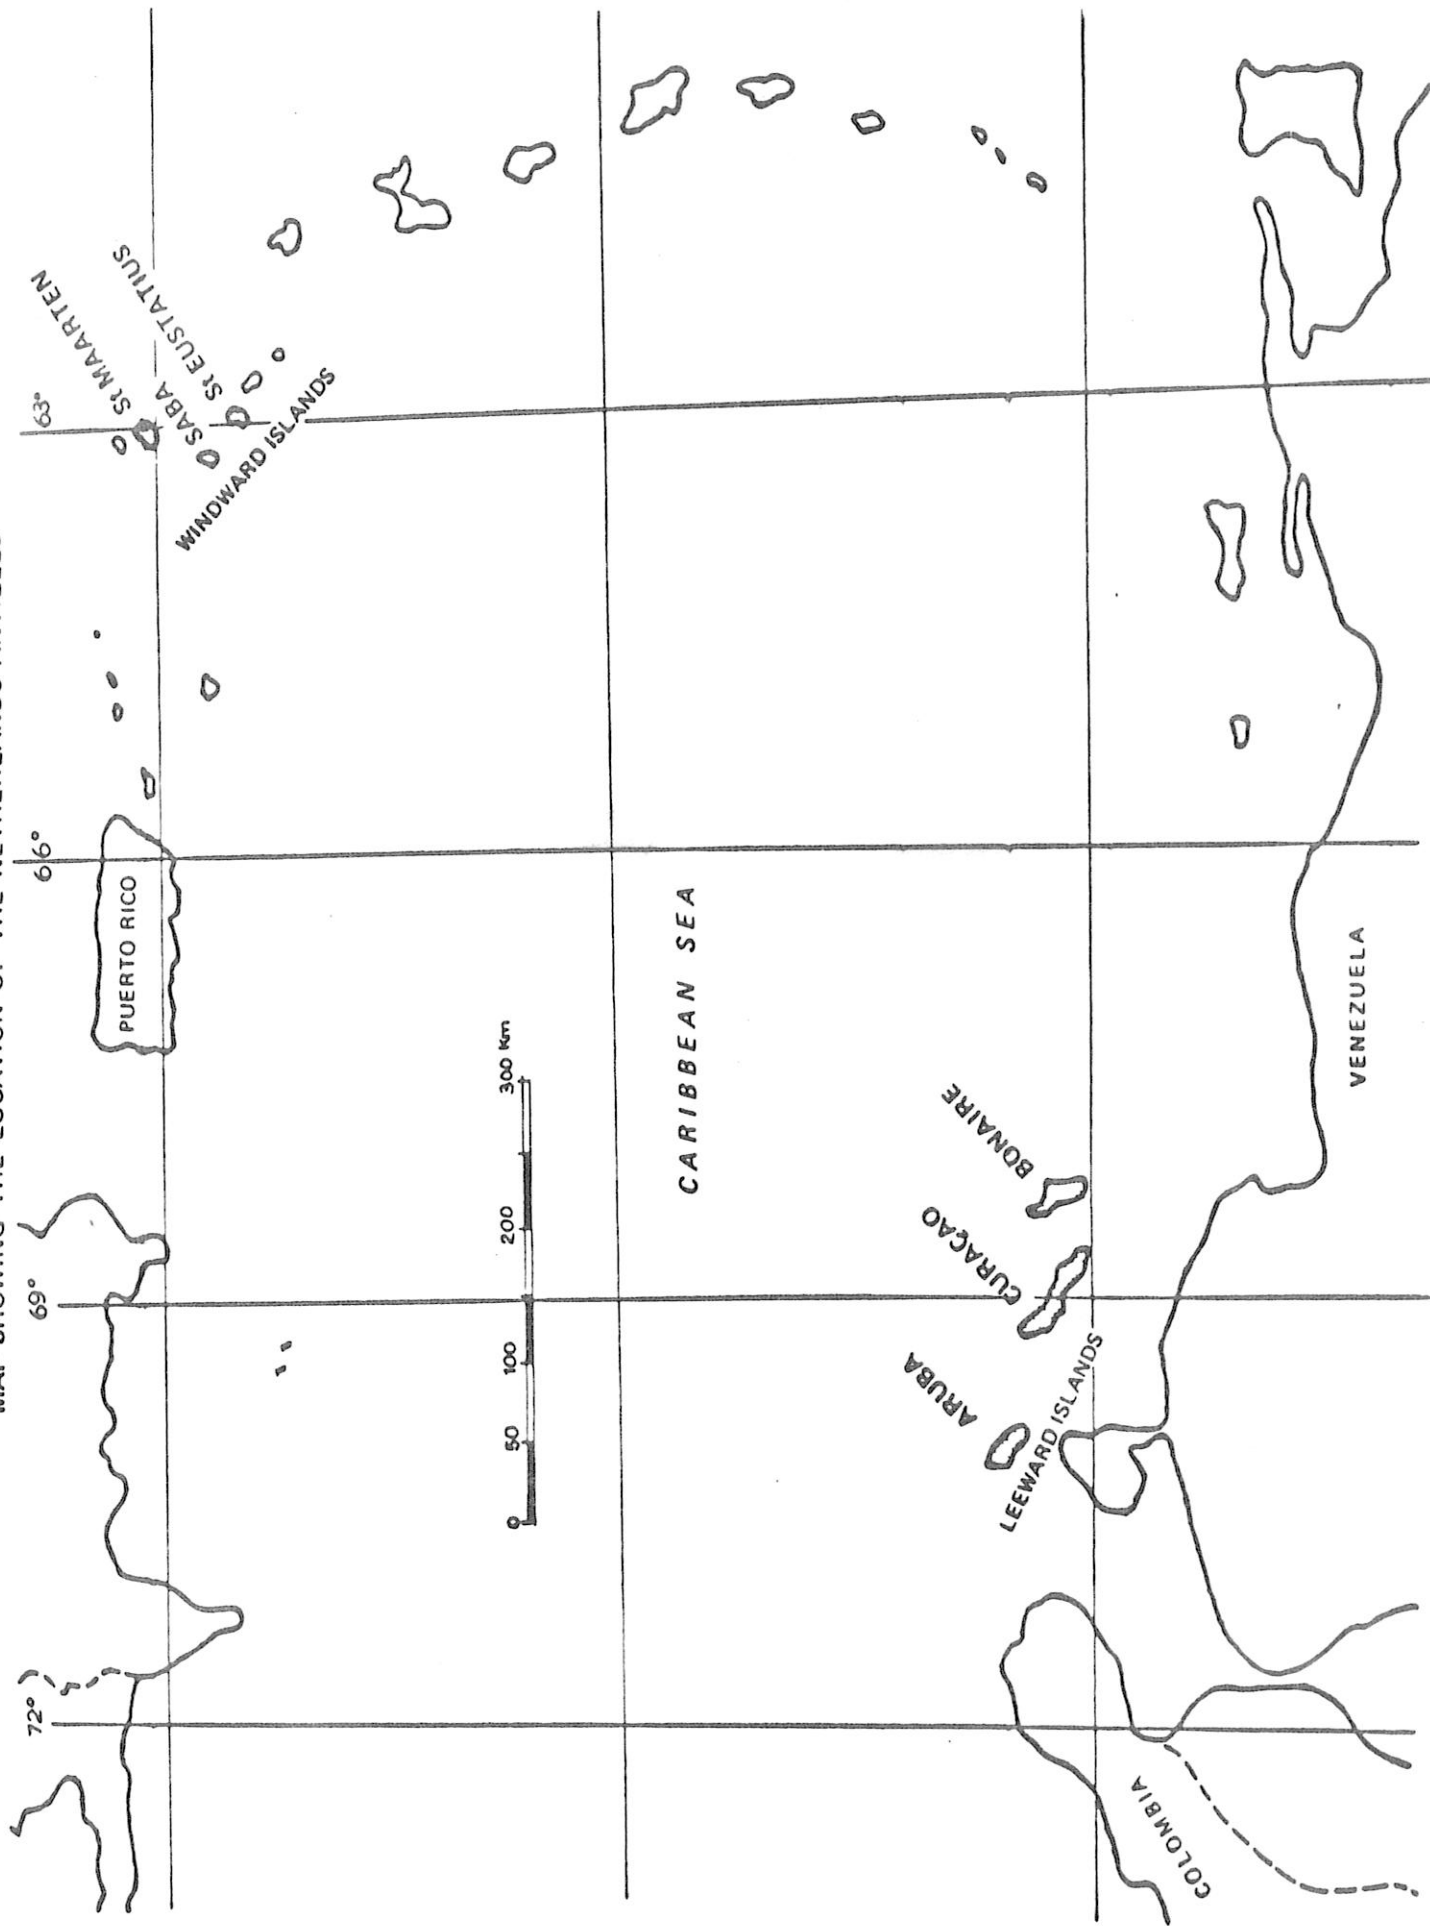 MAP SHOWING THE LOCATION OF THE NETHERLANDS ANTILLES
72°
69°
66°
63°
St MAARTEN
SABA
St EUSTATIUS
WINDWARD ISLANDS
PUERTO RICO
0 50 100 200 300 Km
CARIBBEAN SEA
ARUBA
CURAÇAO
BONAIRE
LEEWARD ISLANDS
COLOMBIA
VENEZUELA